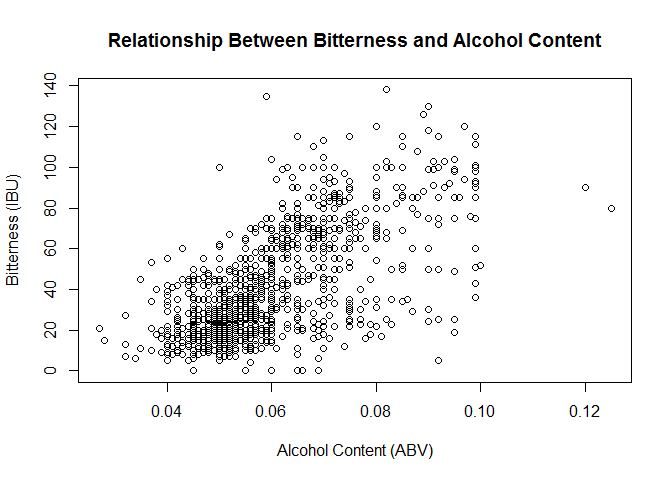 Relationship Between Bitterness and Alcohol Content
Bitterness (IBU)
140
120
100
80
60
40
20
0
0.04 0.06 0.08 0.10 0.12
Alcohol Content (ABV)